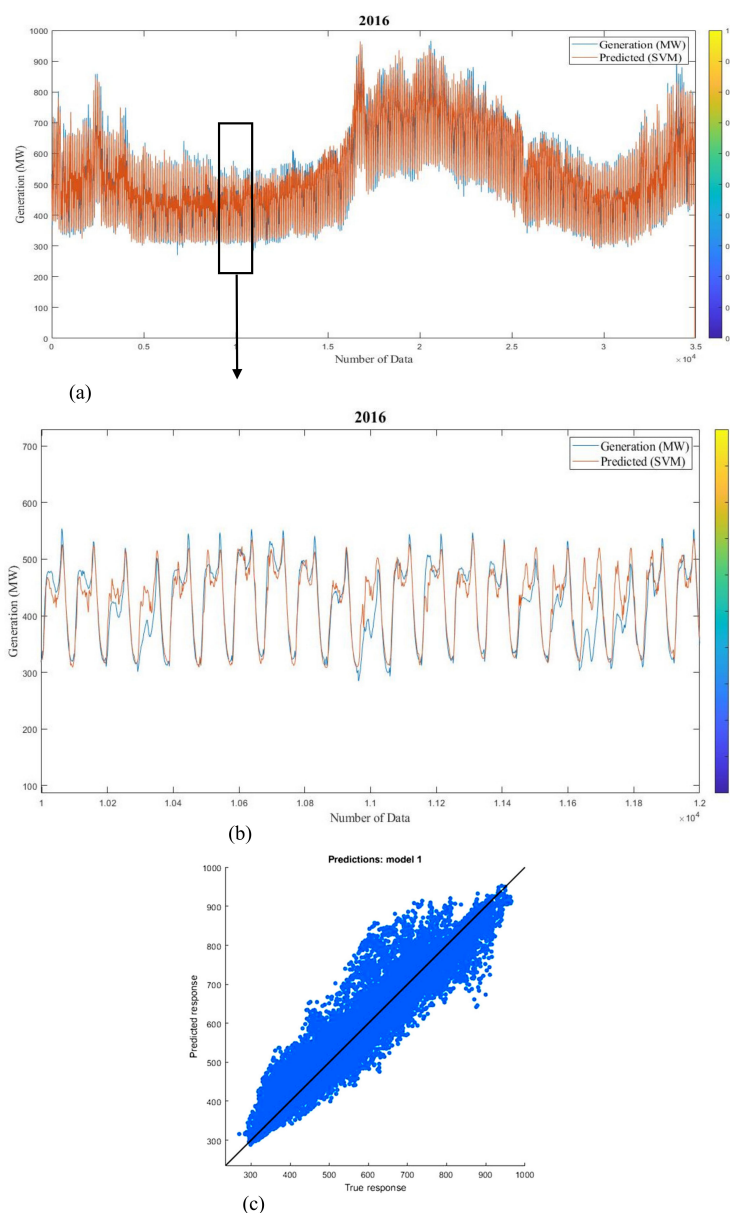 2016
1000
900
800
700
600
500
400
300
200
100
0
Generation (MW)
Generation (MW)
Predicted (SVM)
0 0.5 1 1.5 2 2.5 3 3.5
Number of Data
×10⁴
(a)
2016
700
600
500
400
300
200
100
Generation (MW)
Generation (MW)
Predicted (SVM)
1 1.02 1.04 1.06 1.08 1.1 1.12 1.14 1.16 1.18 1.2
Number of Data
×10⁴
(b)
Predictions: model 1
1000
900
800
700
600
500
400
300
Predicted response
300 400 500 600 700 800 900 1000
True response
(c)